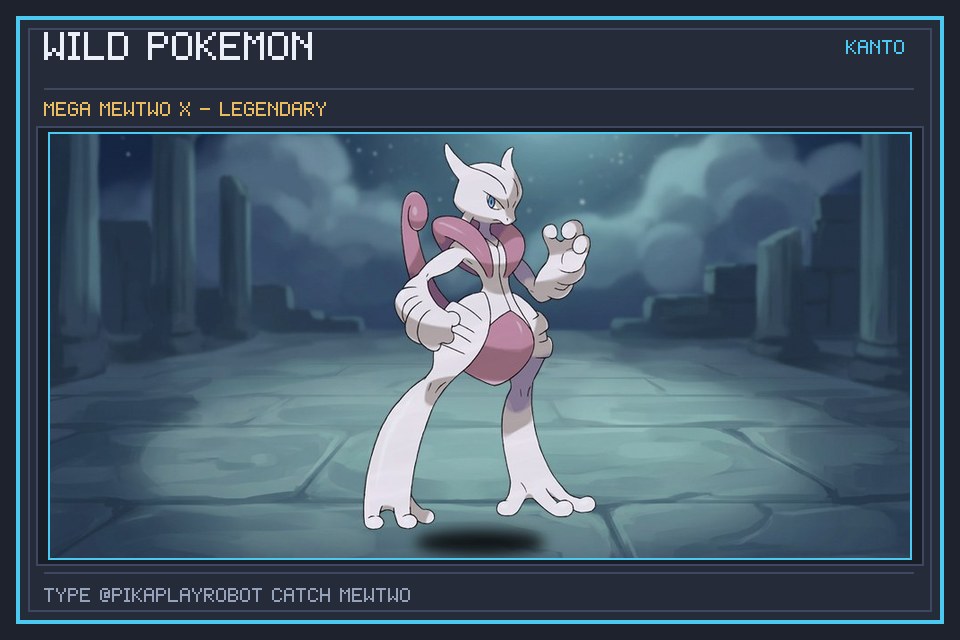 WILD POKEMON
KANTO
MEGA MEWTWO X - LEGENDARY
TYPE @PIKAPLAYROBOT CATCH MEWTWO